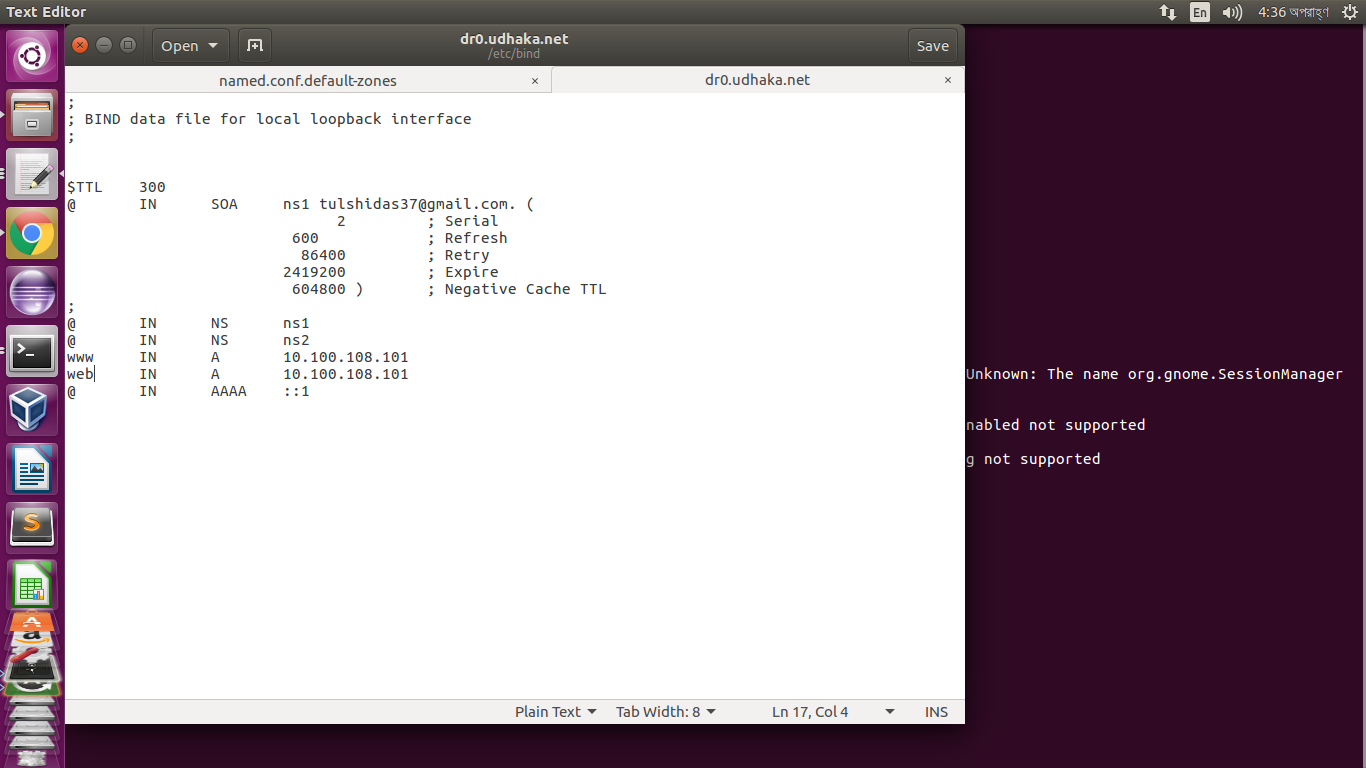 Text Editor
En
4:36 অপরাহ্ণ
Open
dr0.udhaka.net
/etc/bind
Save
named.conf.default-zones ×
dr0.udhaka.net ×
;
; BIND data file for local loopback interface
;
$TTL 300
@ IN SOA ns1 tulshidas37@gmail.com. (
2 ; Serial
600 ; Refresh
86400 ; Retry
2419200 ; Expire
604800 ) ; Negative Cache TTL
;
@ IN NS ns1
@ IN NS ns2
www IN A 10.100.108.101
web IN A 10.100.108.101
@ IN AAAA ::1
Unknown: The name org.gnome.SessionManager
nabled not supported
g not supported
Plain Text
Tab Width: 8
Ln 17, Col 4
INS